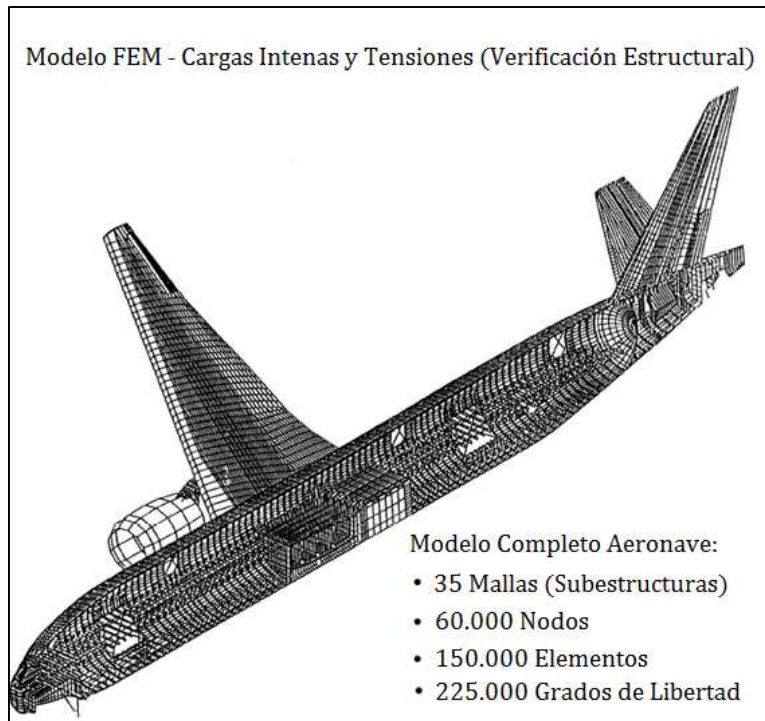 Modelo FEM - Cargas Intenas y Tensiones (Verificación Estructural)
Modelo Completo Aeronave:
• 35 Mallas (Subestructuras)
• 60.000 Nodos
• 150.000 Elementos
• 225.000 Grados de Libertad